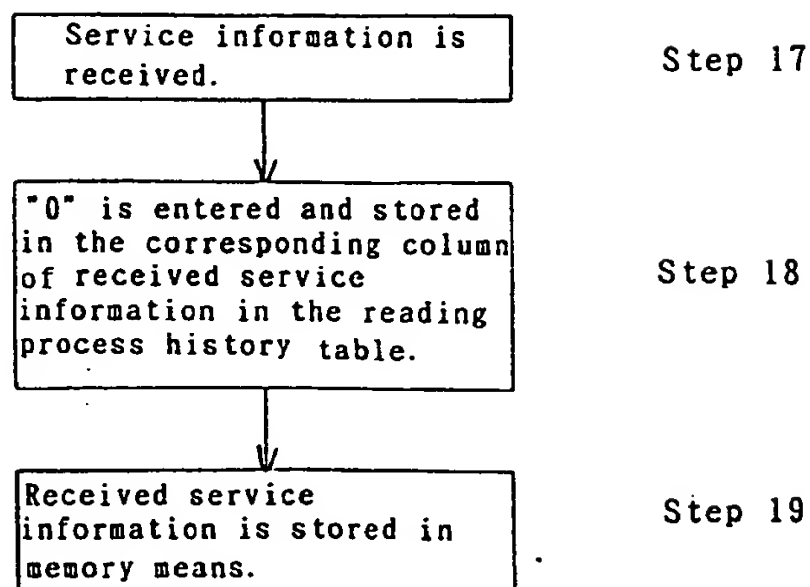 Service information is
received.
Step 17
"0" is entered and stored
in the corresponding column
of received service
information in the reading
process history table.
Step 18
Received service
information is stored in
memory means.
Step 19